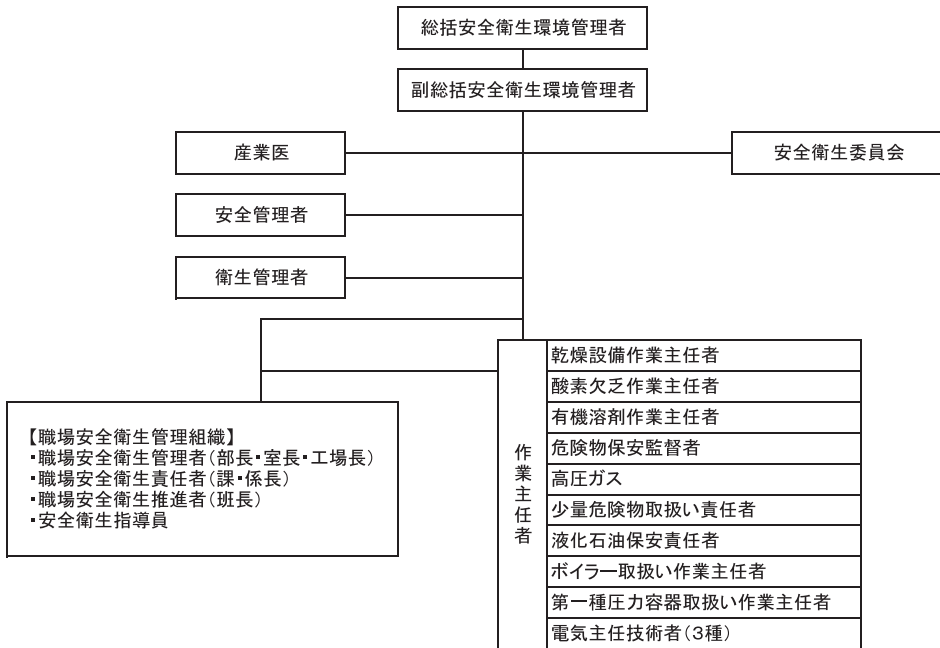 総括安全衛生環境管理者
副総括安全衛生環境管理者
産業医
安全衛生委員会
安全管理者
衛生管理者
【職場安全衛生管理組織】
・職場安全衛生管理者(部長・室長・工場長)
・職場安全衛生責任者(課・係長)
・職場安全衛生推進者(班長)
・安全衛生指導員
作業主任者
乾燥設備作業主任者
酸素欠乏作業主任者
有機溶剤作業主任者
危険物保安監督者
高圧ガス
少量危険物取扱い責任者
液化石油保安責任者
ボイラー取扱い作業主任者
第一種圧力容器取扱い作業主任者
電気主任技術者(3種)